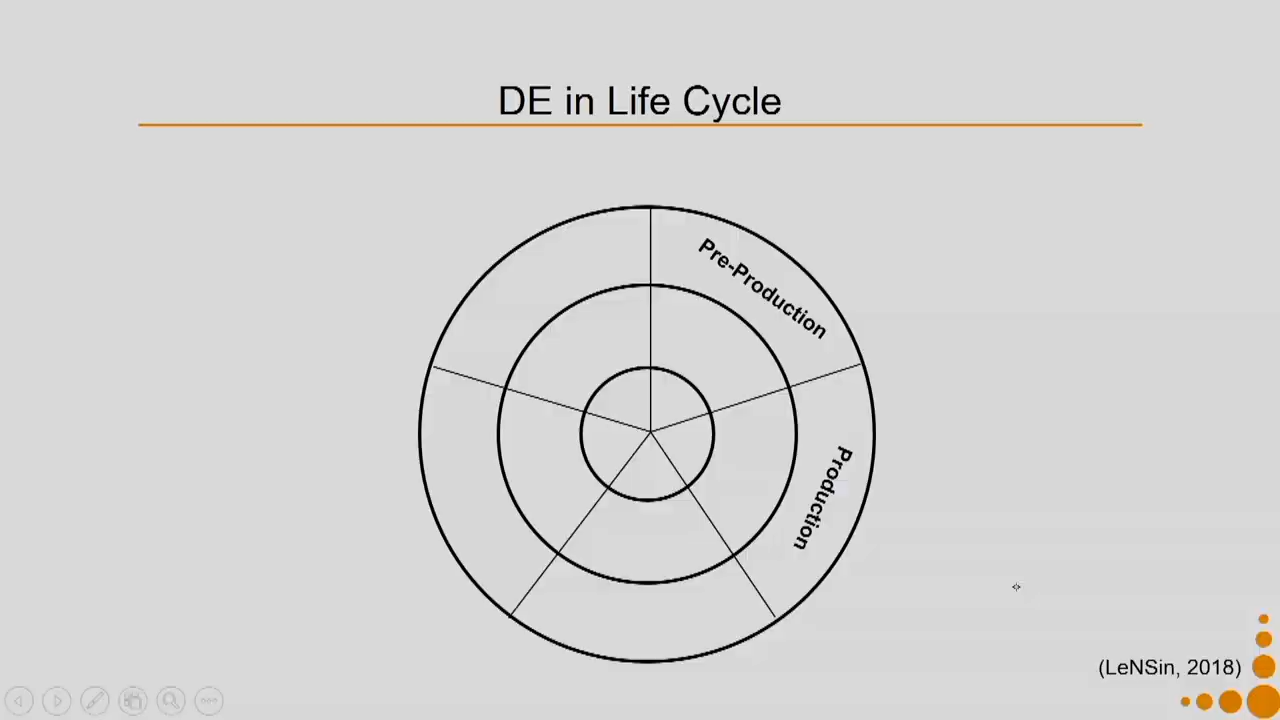 DE in Life Cycle
Pre-Production
Production
(LeNSin, 2018)